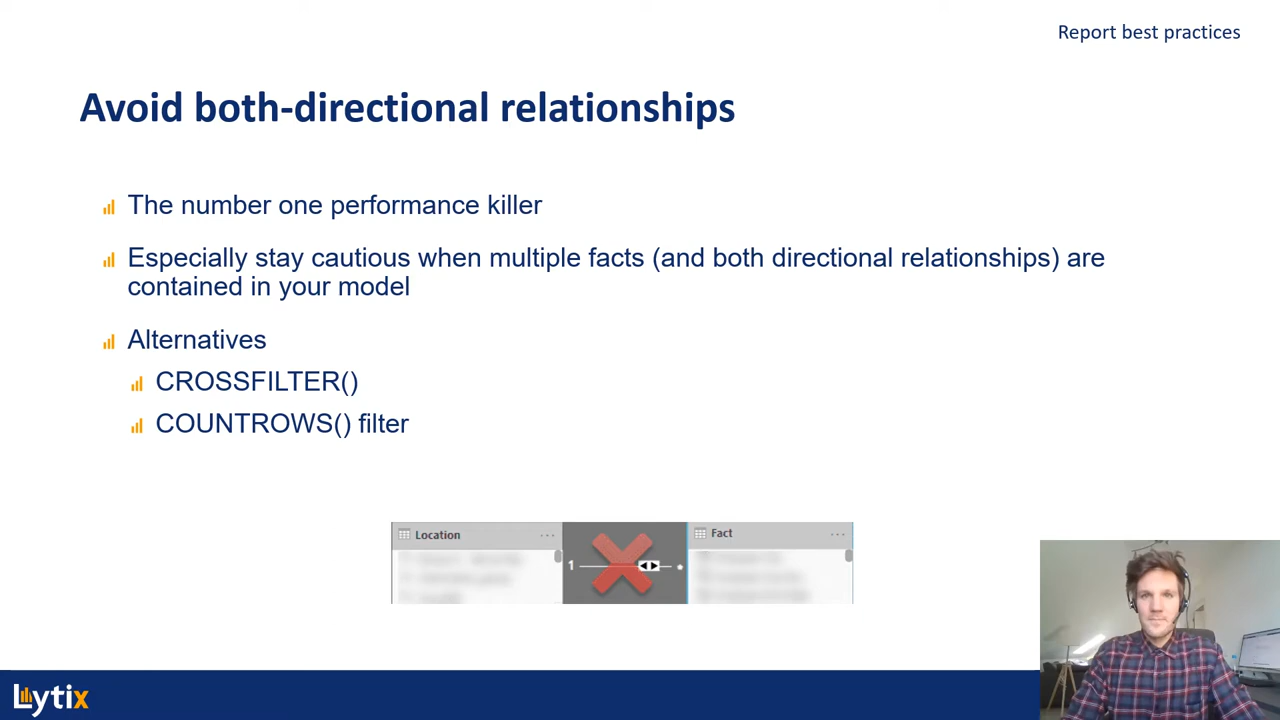 Report best practices
Avoid both-directional relationships
The number one performance killer
Especially stay cautious when multiple facts (and both directional relationships) are
contained in your model
Alternatives
CROSSFILTER()
COUNTROWS() filter
Location
1
Fact
Lytix